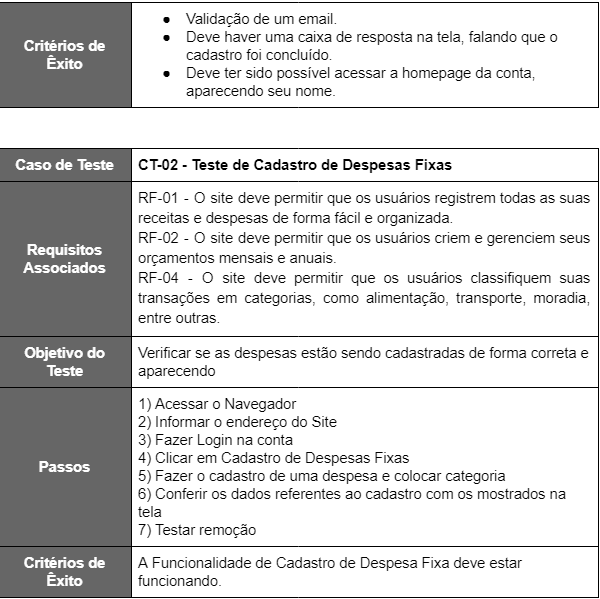 Critérios de
Êxito
● Validação de um email.
● Deve haver uma caixa de resposta na tela, falando que o
cadastro foi concluído.
● Deve ter sido possível acessar a homepage da conta,
aparecendo seu nome.
Caso de Teste
CT-02 - Teste de Cadastro de Despesas Fixas
Requisitos
Associados
RF-01 - O site deve permitir que os usuários registrem todas as suas
receitas e despesas de forma fácil e organizada.
RF-02 - O site deve permitir que os usuários criem e gerenciem seus
orçamentos mensais e anuais.
RF-04 - O site deve permitir que os usuários classifiquem suas
transações em categorias, como alimentação, transporte, moradia,
entre outras.
Objetivo do
Teste
Verificar se as despesas estão sendo cadastradas de forma correta e
aparecendo
Passos
1) Acessar o Navegador
2) Informar o endereço do Site
3) Fazer Login na conta
4) Clicar em Cadastro de Despesas Fixas
5) Fazer o cadastro de uma despesa e colocar categoria
6) Conferir os dados referentes ao cadastro com os mostrados na
tela
7) Testar remoção
Critérios de
Êxito
A Funcionalidade de Cadastro de Despesa Fixa deve estar
funcionando.